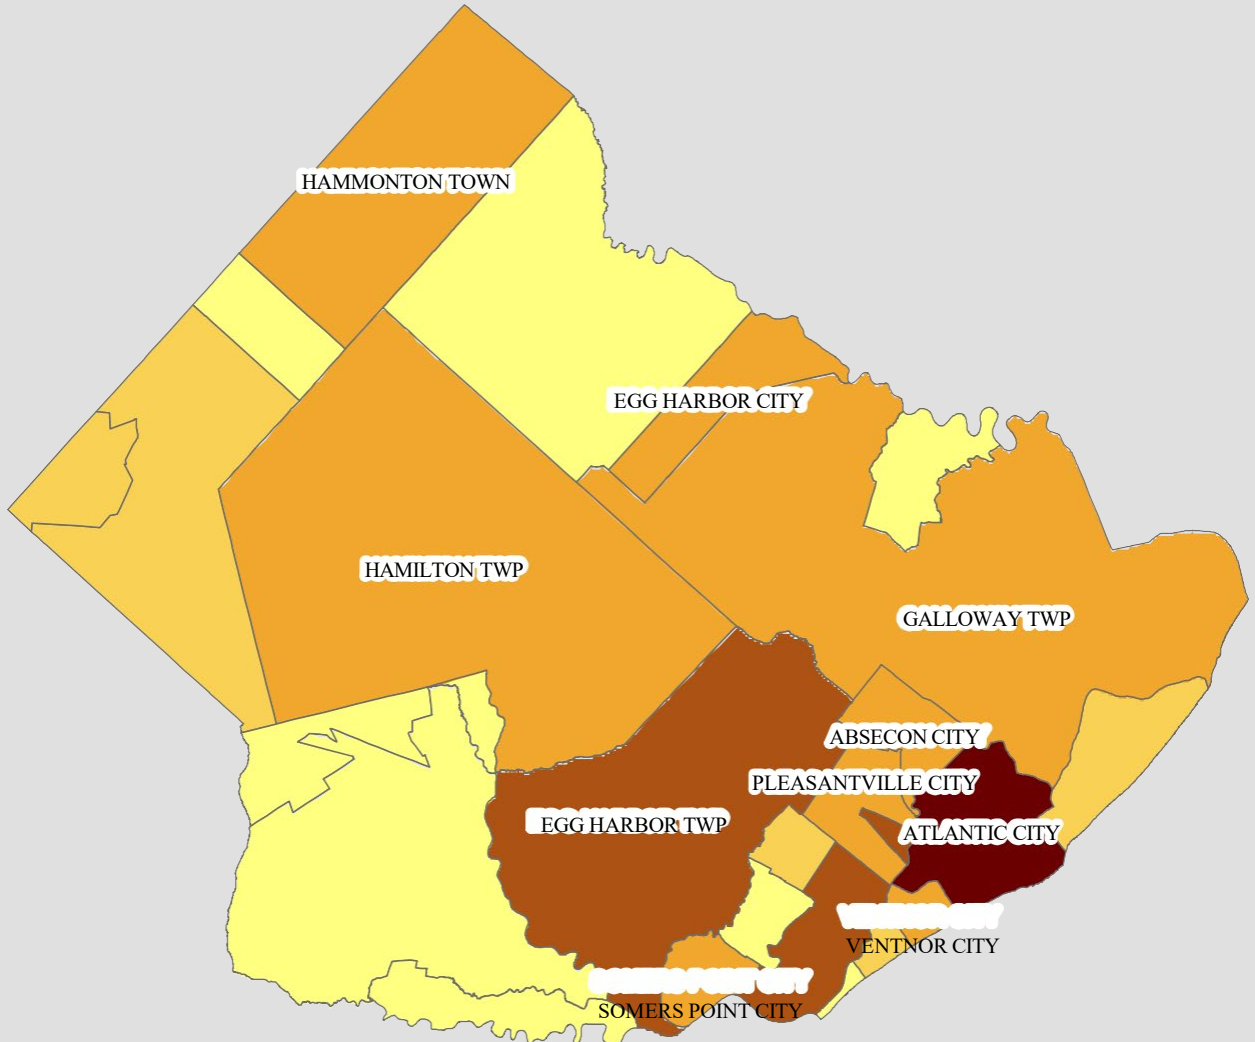 HAMMONTON TOWN
EGG HARBOR CITY
HAMILTON TWP
GALLOWAY TWP
ABSECON CITY
PLEASANTVILLE CITY
EGG HARBOR TWP
ATLANTIC CITY
VENTNOR CITY
SOMERS POINT CITY